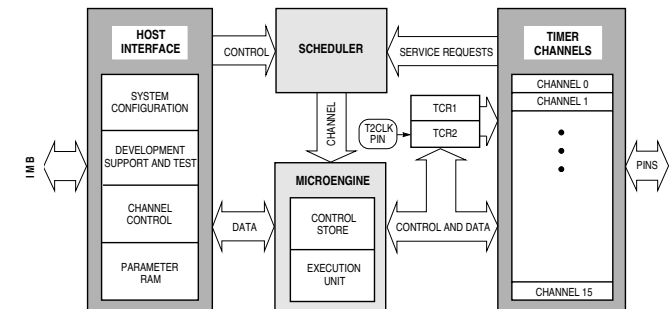 HOST
INTERFACE
CONTROL
SCHEDULER
SERVICE REQUESTS
TIMER
CHANNELS
SYSTEM
CONFIGURATION
DEVELOPMENT
SUPPORT AND TEST
CHANNEL
CONTROL
PARAMETER
RAM
IMB
DATA
CHANNEL
MICROENGINE
CONTROL
STORE
EXECUTION
UNIT
T2CLK
PIN
TCR1
TCR2
CONTROL AND DATA
CHANNEL 0
CHANNEL 1
CHANNEL 15
PINS